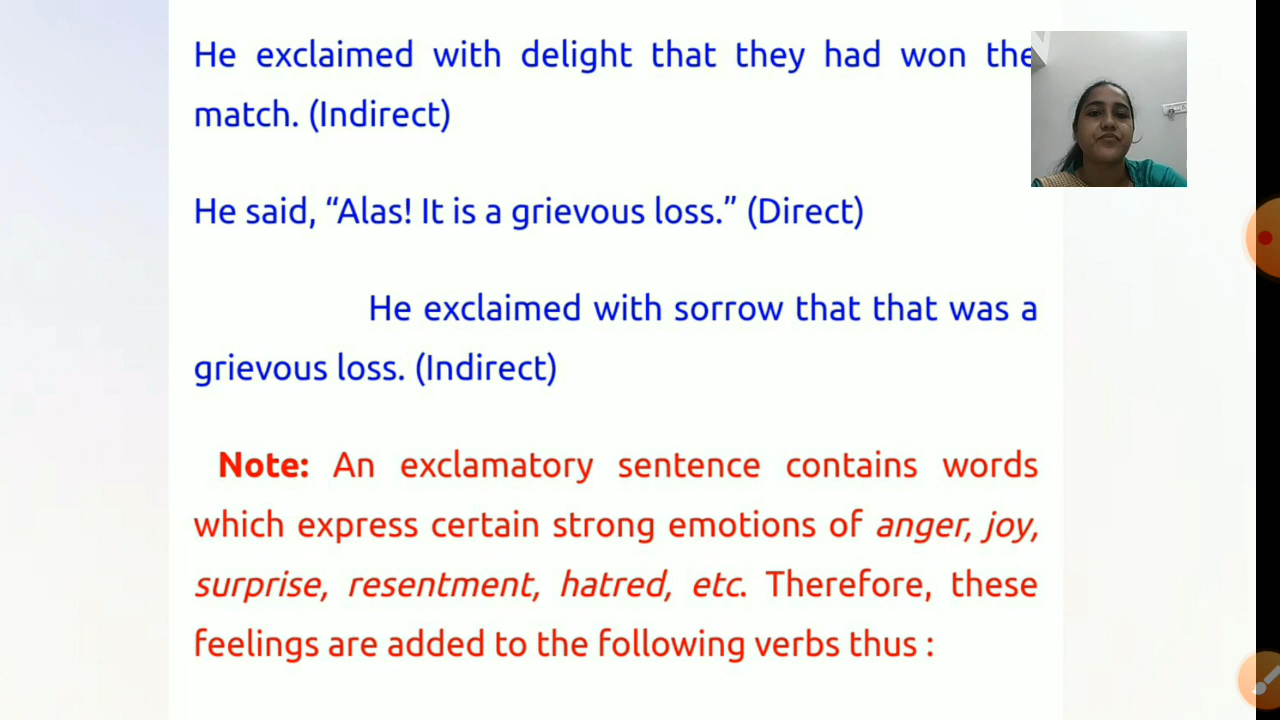 He exclaimed with delight that they had won the
match. (Indirect)
He said, “Alas! It is a grievous loss.” (Direct)
He exclaimed with sorrow that that was a
grievous loss. (Indirect)
Note: An exclamatory sentence contains words
which express certain strong emotions of anger, joy,
surprise, resentment, hatred, etc. Therefore, these
feelings are added to the following verbs thus :